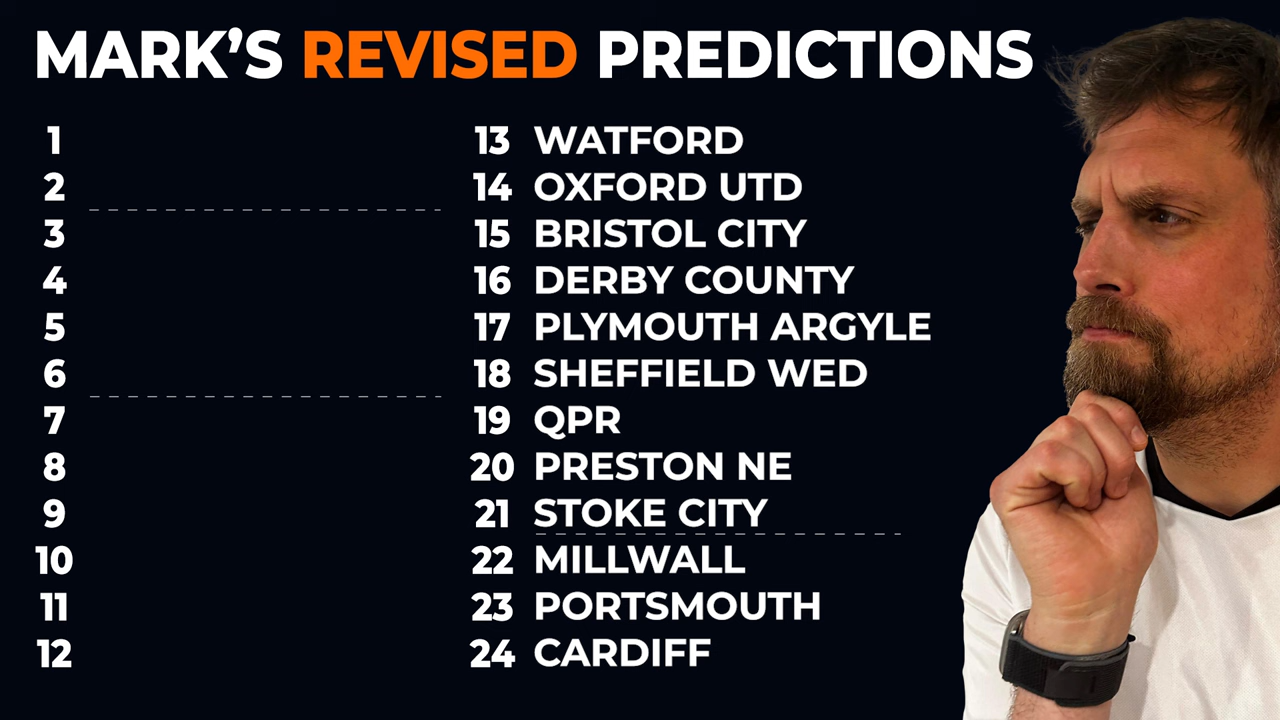 MARK'S REVISED PREDICTIONS
1
2
3
4
5
6
7
8
9
10
11
12
13 WATFORD
14 OXFORD UTD
15 BRISTOL CITY
16 DERBY COUNTY
17 PLYMOUTH ARGYLE
18 SHEFFIELD WED
19 QPR
20 PRESTON NE
21 STOKE CITY
22 MILLWALL
23 PORTSMOUTH
24 CARDIFF